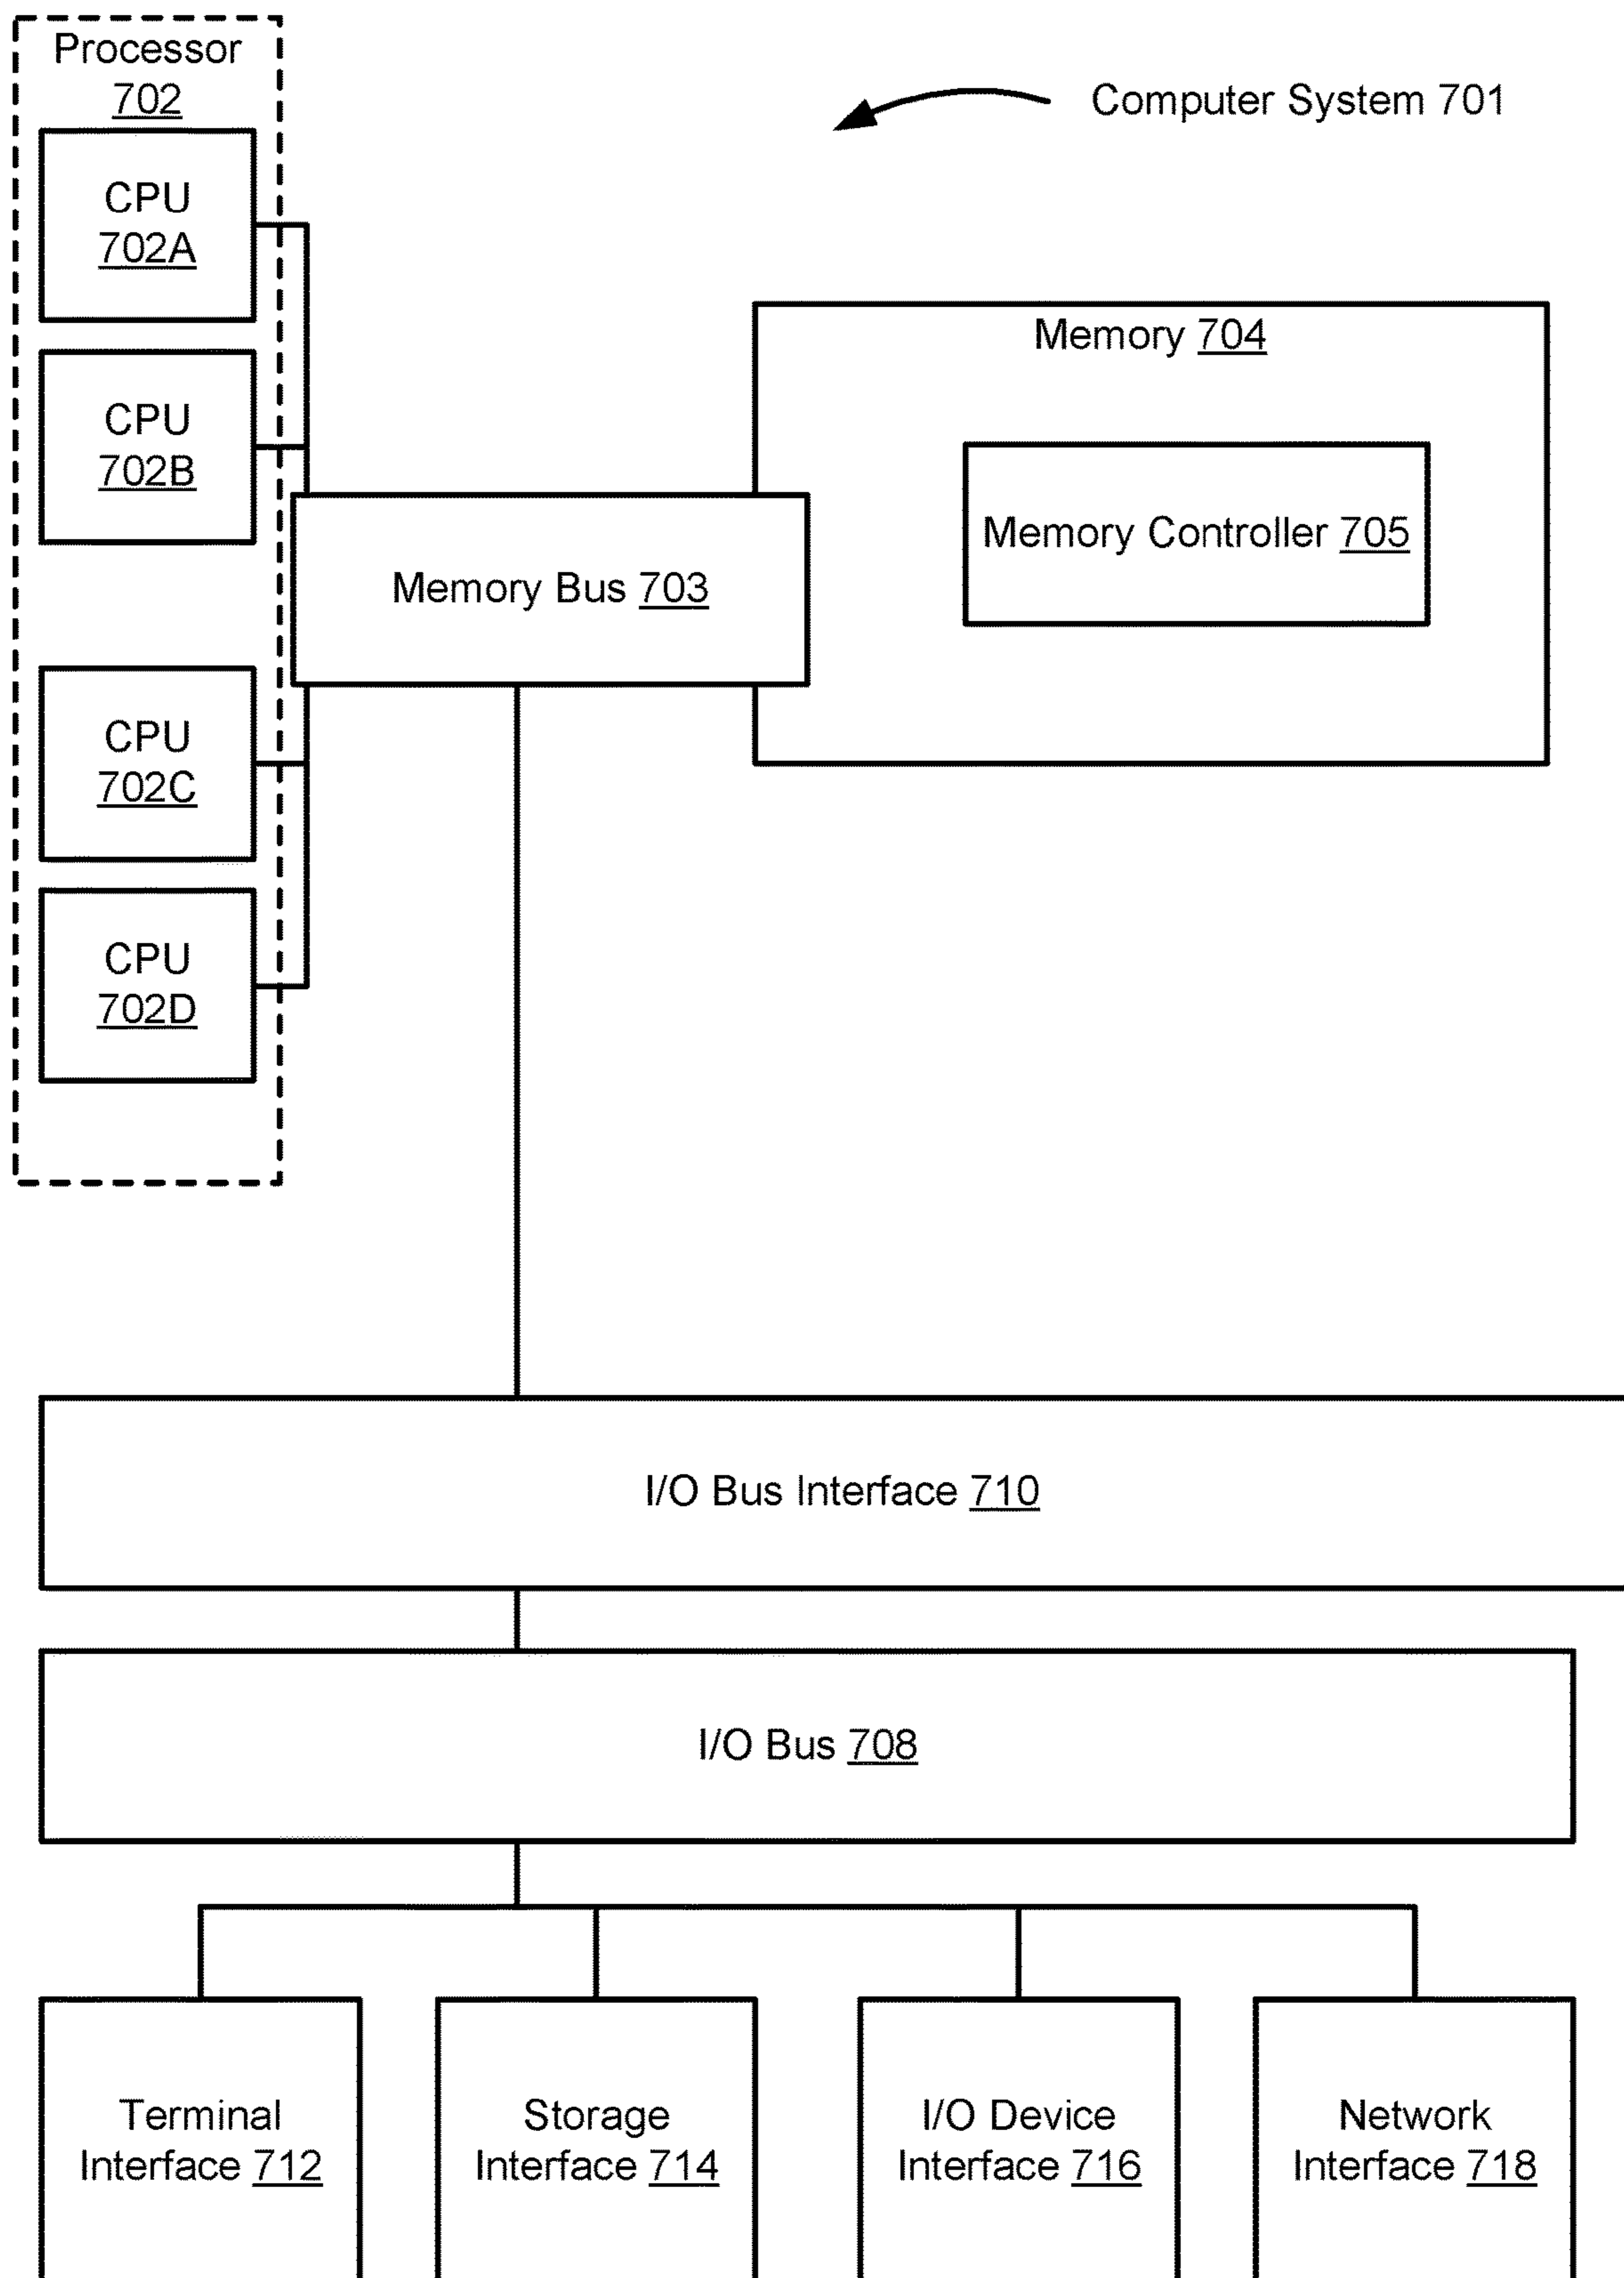 Processor
702
Computer System 701
CPU
702A
CPU
702B
Memory 704
Memory Controller 705
Memory Bus 703
CPU
702C
CPU
702D
I/O Bus Interface 710
I/O Bus 708
Terminal
Interface 712
Storage
Interface 714
I/O Device
Interface 716
Network
Interface 718